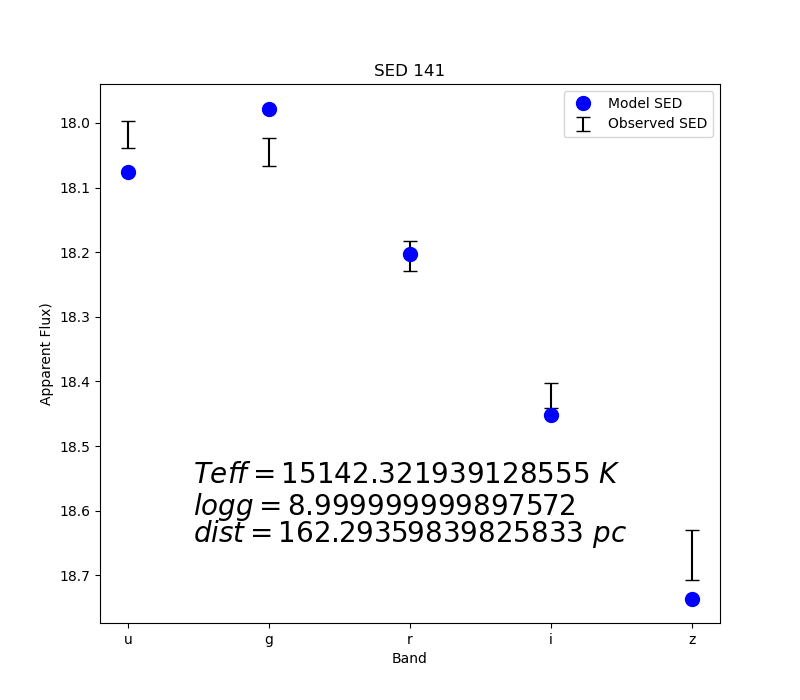 SED 141
Model SED
Observed SED
18.0
18.1
18.2
18.3
18.4
18.5
18.6
18.7
Apparent Flux)
Teff = 15142.321939128555 K
logg = 8.999999999897572
dist = 162.29359839825833 pc
u g r i z
Band